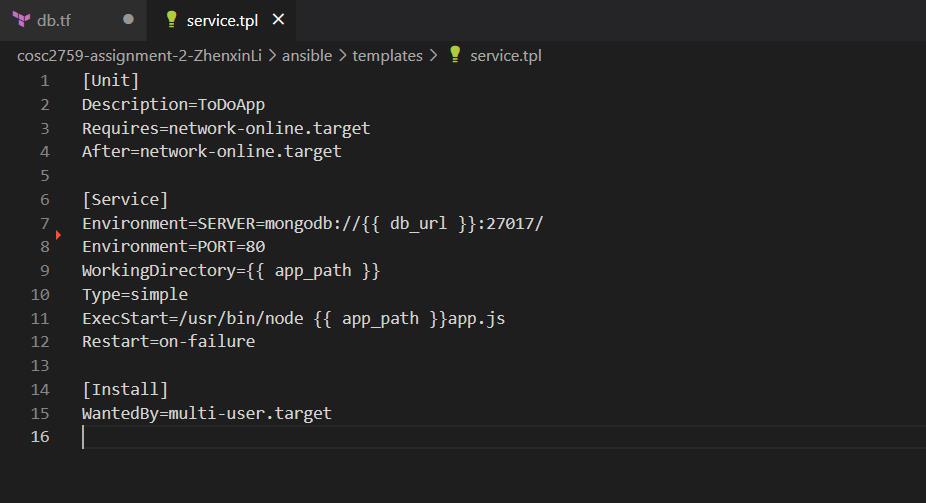 db.tf
service.tpl
cosc2759-assignment-2-ZhenxinLi > ansible > templates > service.tpl
1 [Unit]
2 Description=ToDoApp
3 Requires=network-online.target
4 After=network-online.target
5
6 [Service]
7 Environment=SERVER=mongodb://{{ db_url }}:27017/
8 Environment=PORT=80
9 WorkingDirectory={{ app_path }}
10 Type=simple
11 ExecStart=/usr/bin/node {{ app_path }}app.js
12 Restart=on-failure
13
14 [Install]
15 WantedBy=multi-user.target
16